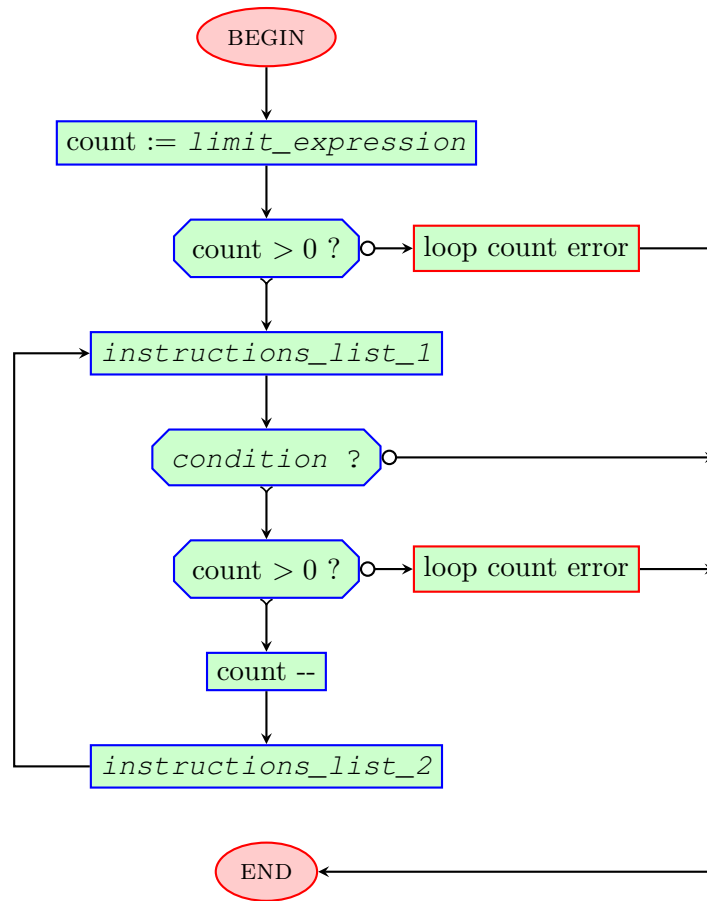 BEGIN
count := limit_expression
count > 0 ?
loop count error
instructions_list_1
condition ?
count > 0 ?
loop count error
count --
instructions_list_2
END